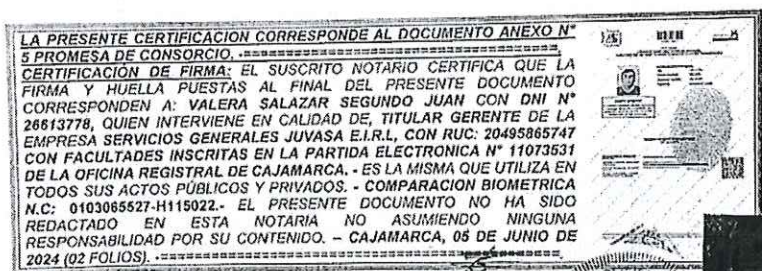 LA PRESENTE CERTIFICACION CORRESPONDE AL DOCUMENTO ANEXO N°
5 PROMESA DE CONSORCIO. -================================
CERTIFICACIÓN DE FIRMA: EL SUSCRITO NOTARIO CERTIFICA QUE LA
FIRMA Y HUELLA PUESTAS AL FINAL DEL PRESENTE DOCUMENTO
CORRESPONDEN A: VALERA SALAZAR SEGUNDO JUAN CON DNI N°
26613778, QUIEN INTERVIENE EN CALIDAD DE, TITULAR GERENTE DE LA
EMPRESA SERVICIOS GENERALES JUVASA E.I.R.L, CON RUC: 20495865747
CON FACULTADES INSCRITAS EN LA PARTIDA ELECTRONICA N° 11073531
DE LA OFICINA REGISTRAL DE CAJAMARCA. - ES LA MISMA QUE UTILIZA EN
TODOS SUS ACTOS PÚBLICOS Y PRIVADOS. - COMPARACION BIOMETRICA
N.C: 0103065527-H115022.- EL PRESENTE DOCUMENTO NO HA SIDO
REDACTADO EN ESTA NOTARIA NO ASUMIENDO NINGUNA
RESPONSABILIDAD POR SU CONTENIDO. – CAJAMARCA, 05 DE JUNIO DE
2024 (02 FOLIOS). -========================================